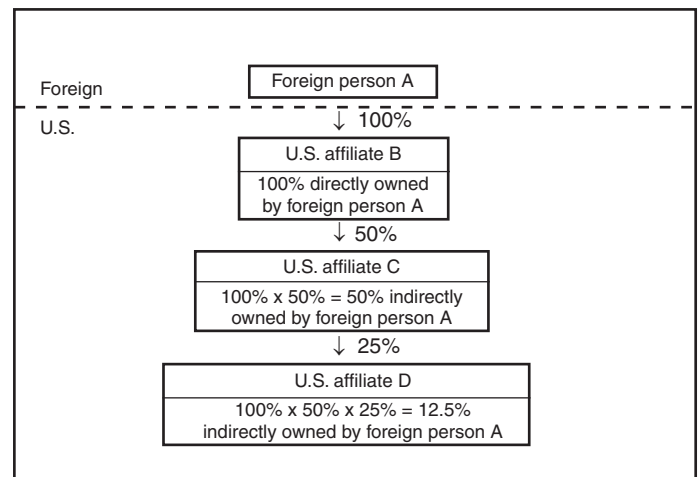 Foreign person A
Foreign
U.S.
↓ 100%
U.S. affiliate B
100% directly owned
by foreign person A
↓ 50%
U.S. affiliate C
100% x 50% = 50% indirectly
owned by foreign person A
↓ 25%
U.S. affiliate D
100% x 50% x 25% = 12.5%
indirectly owned by foreign person A